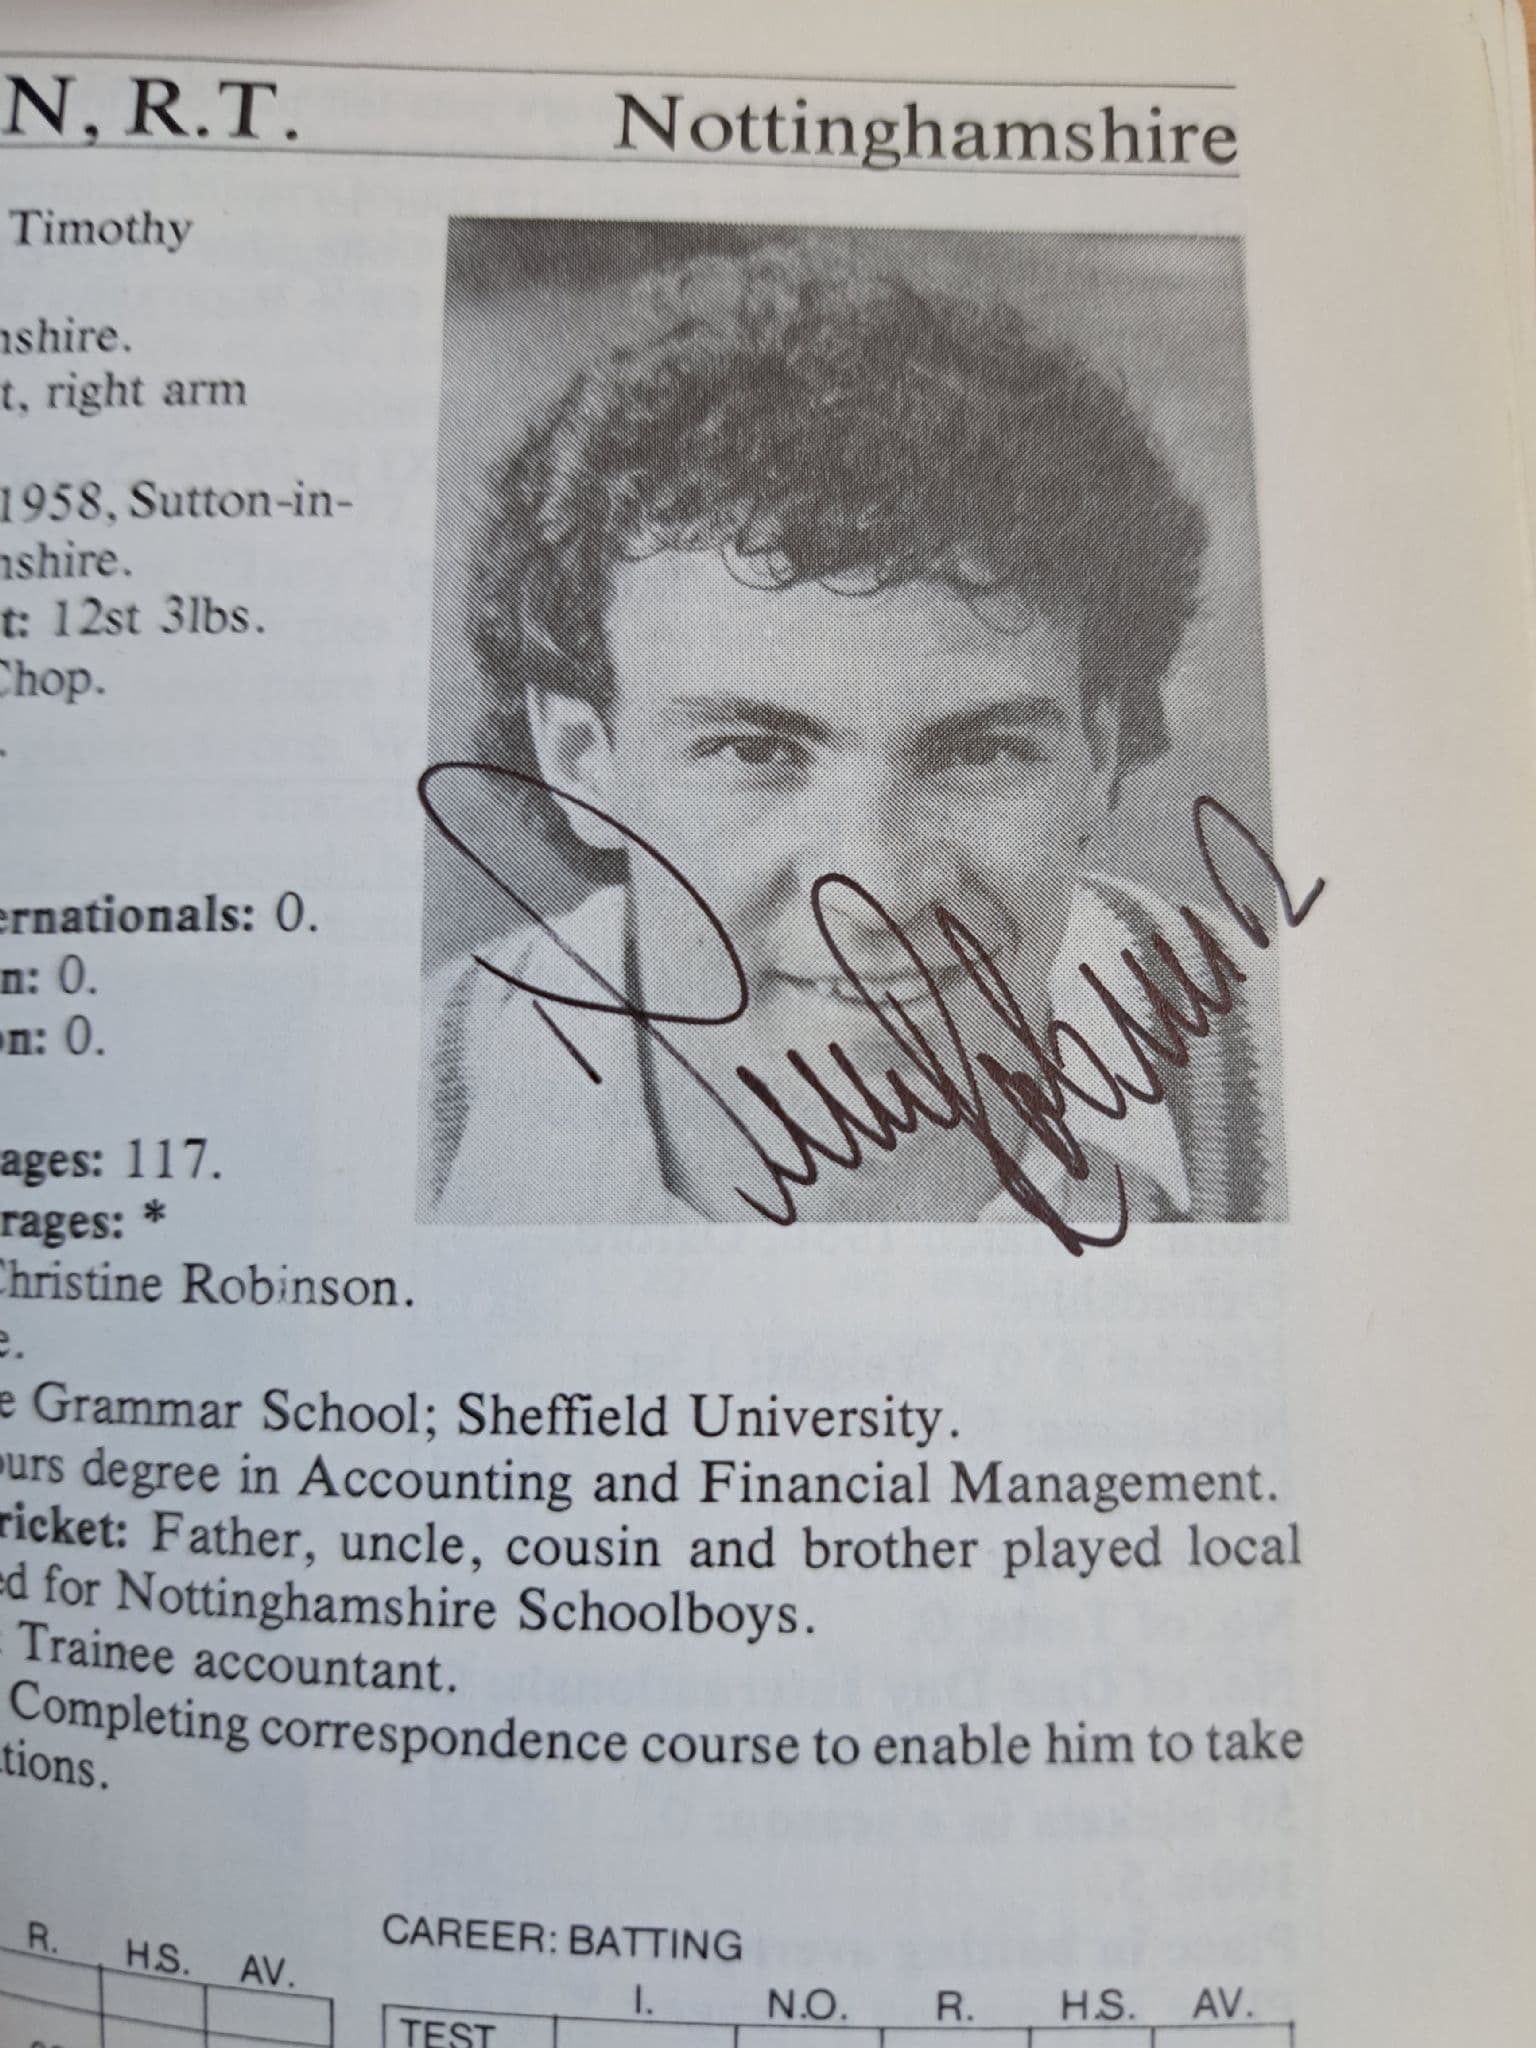 N, R.T. Nottinghamshire
Timothy
nshire.
t, right arm
1958, Sutton-in-
nshire.
t: 12st 3lbs.
Chop.
.
ernationals: 0.
n: 0.
on: 0.
ages: 117.
rages: *
Christine Robinson.
e.
e Grammar School; Sheffield University.
ours degree in Accounting and Financial Management.
ricket: Father, uncle, cousin and brother played local
ed for Nottinghamshire Schoolboys.
: Trainee accountant.
Completing correspondence course to enable him to take
tions.
R. H.S. AV.
CAREER: BATTING
I. N.O. R. H.S. AV.
TEST